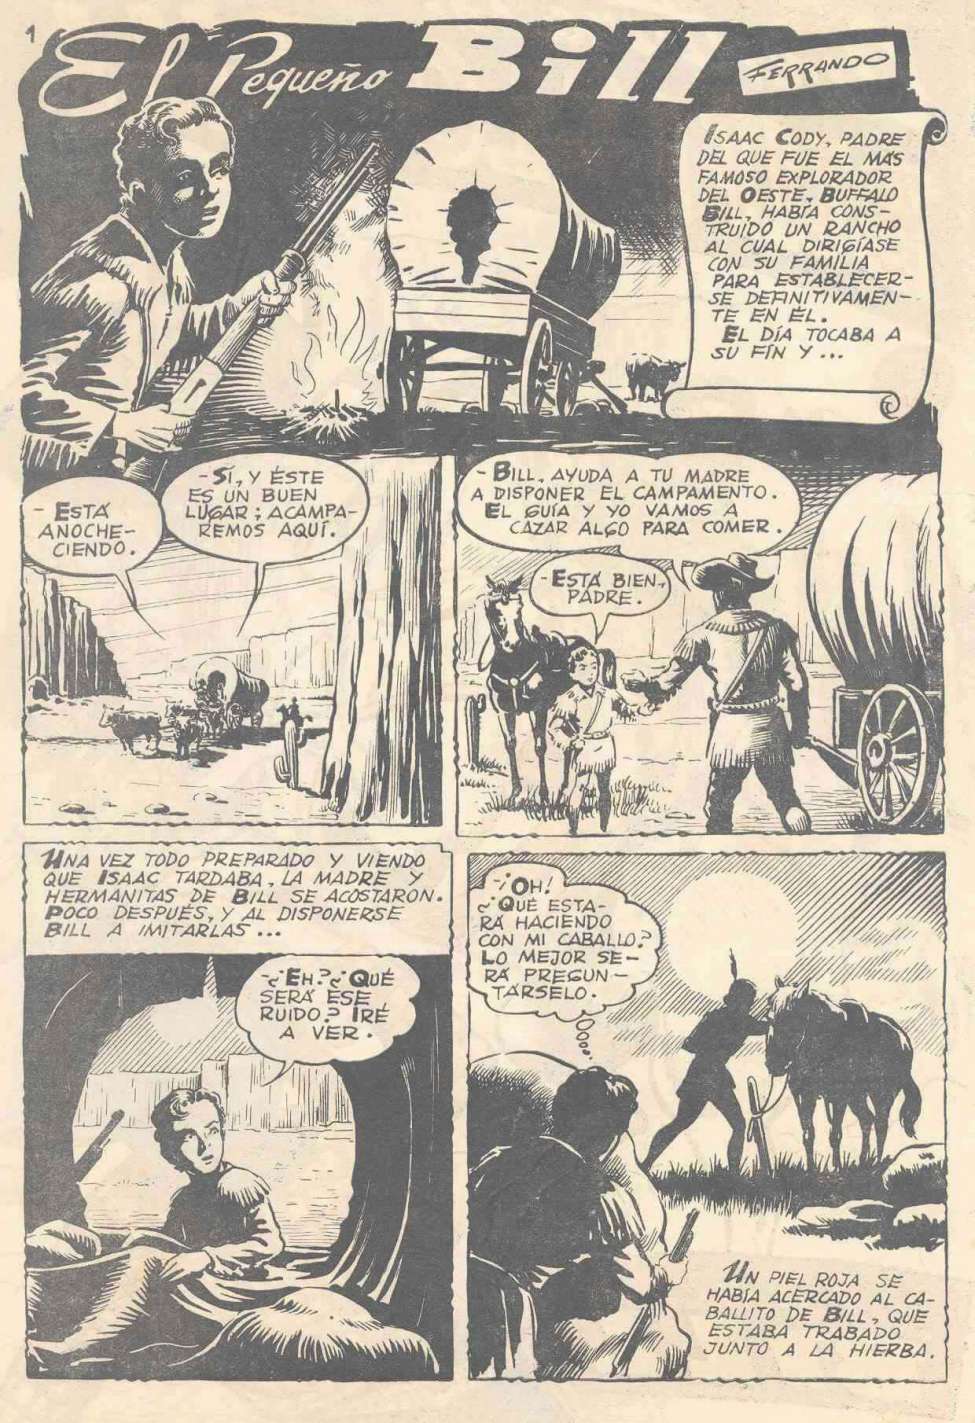 1
El Pequeño Bill
FERRANDO
ISAAC CODY, PADRE
DEL QUE FUE EL MÁS
FAMOSO EXPLORADOR
DEL OESTE, BUFFALO
BILL, HABÍA CONS-
TRUIDO UN RANCHO
AL CUAL DIRIGÍASE
CON SU FAMILIA
PARA ESTABLECER-
SE DEFINITIVAMEN-
TE EN ÉL.
EL DÍA TOCABA A
SU FÍN Y ...
- ESTÁ
ANOCHE-
CIENDO.
- SÍ, Y ÉSTE
ES UN BUEN
LUGAR; ACAMPA-
REMOS AQUÍ.
- BILL, AYUDA A TU MADRE
A DISPONER EL CAMPAMENTO.
EL GUÍA Y YO VAMOS A
CAZAR ALGO PARA COMER.
- ESTÁ BIEN,
PADRE.
UNA VEZ TODO PREPARADO Y VIENDO
QUE ISAAC TARDABA, LA MADRE Y
HERMANITAS DE BILL SE ACOSTARON.
POCO DESPUÉS, Y AL DISPONERSE
BILL A IMITARLAS ...
- ¿EH? ¿QUÉ
SERÁ ESE
RUIDO? IRÉ
A VER.
- ¡OH!
¿QUÉ ESTA-
RÁ HACIENDO
CON MI CABALLO?
LO MEJOR SE-
RÁ PREGUN-
TÁRSELO.
UN PIEL ROJA SE
HABÍA ACERCADO AL CA-
BALLITO DE BILL, QUE
ESTABA TRABADO
JUNTO A LA HIERBA.